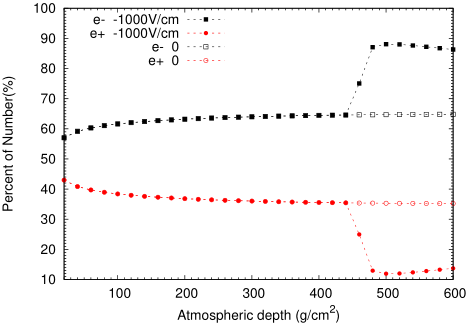 100
90
80
70
60
50
40
30
20
10
Percent of Number(%)
e- -1000V/cm
e+ -1000V/cm
e- 0
e+ 0
100 200 300 400 500 600
Atmospheric depth (g/cm²)